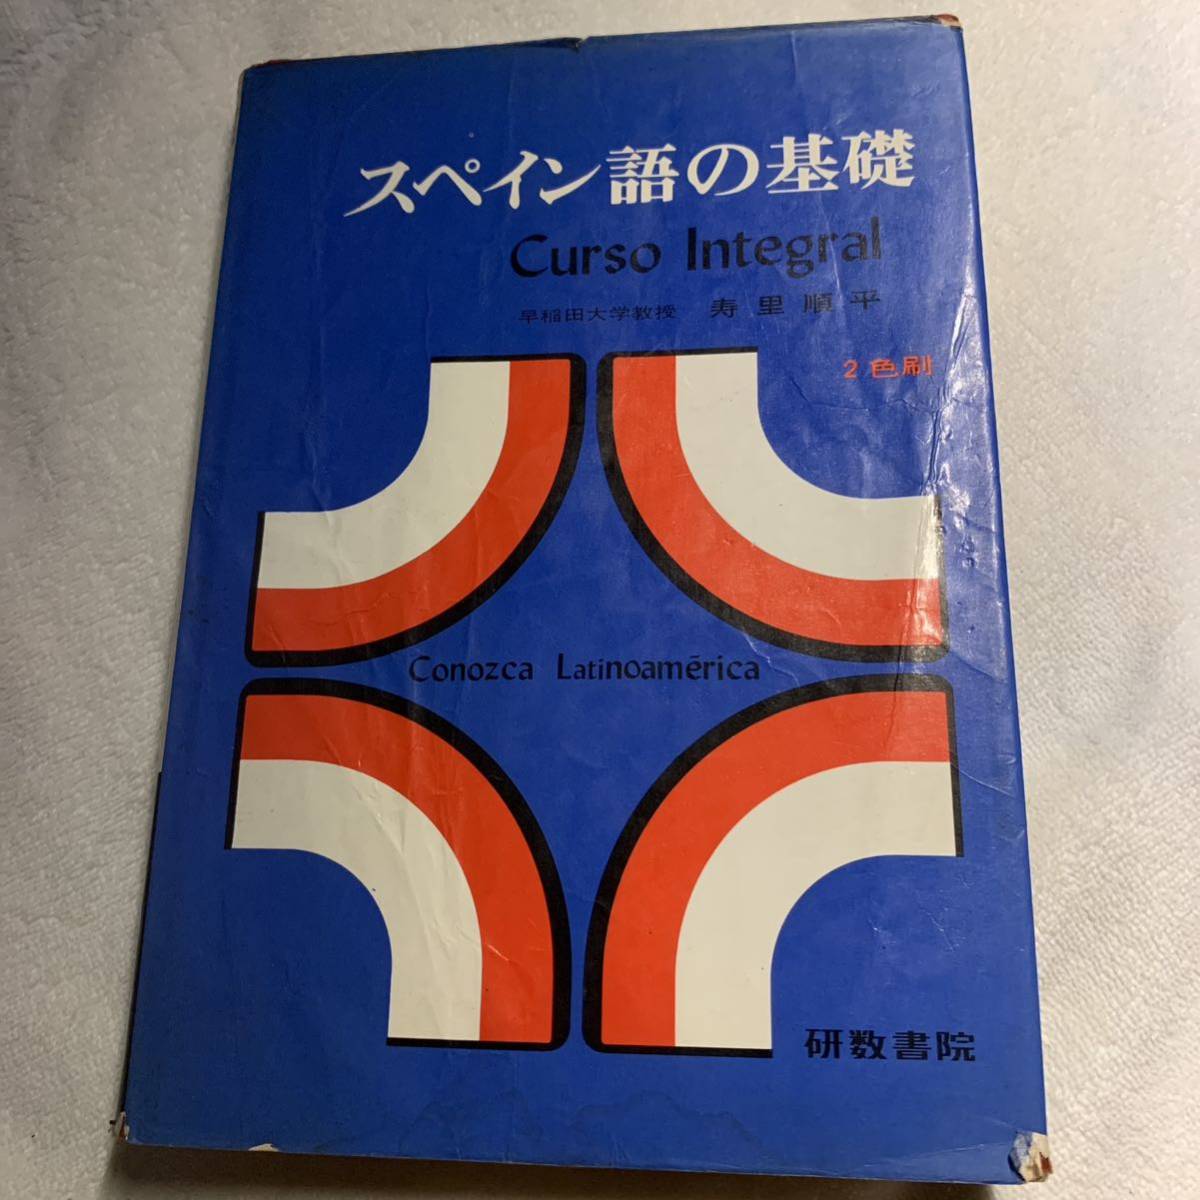 スペイン語の基礎
Curso Integral
早稲田大学教授 寿里順平
2色刷
Conozca Latinoamērica
研数書院